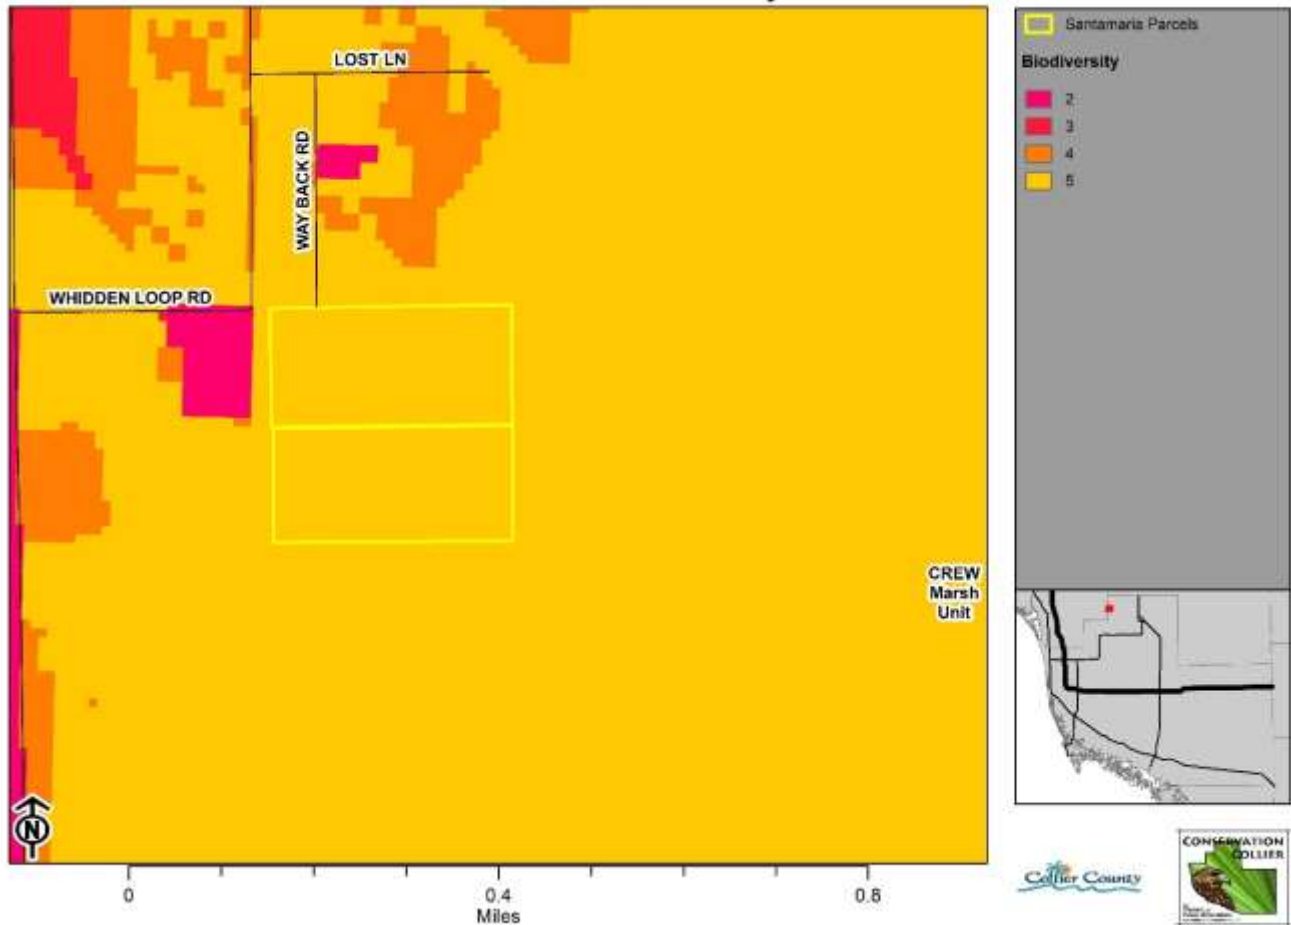 LOST LN
WAY BACK RD
WHIDDEN LOOP RD
CREW
Marsh
Unit
N
0
0.4
0.8
Miles
Santamaria Parcels
Biodiversity
2
3
4
5
Collier County
CONSERVATION
COLLIER